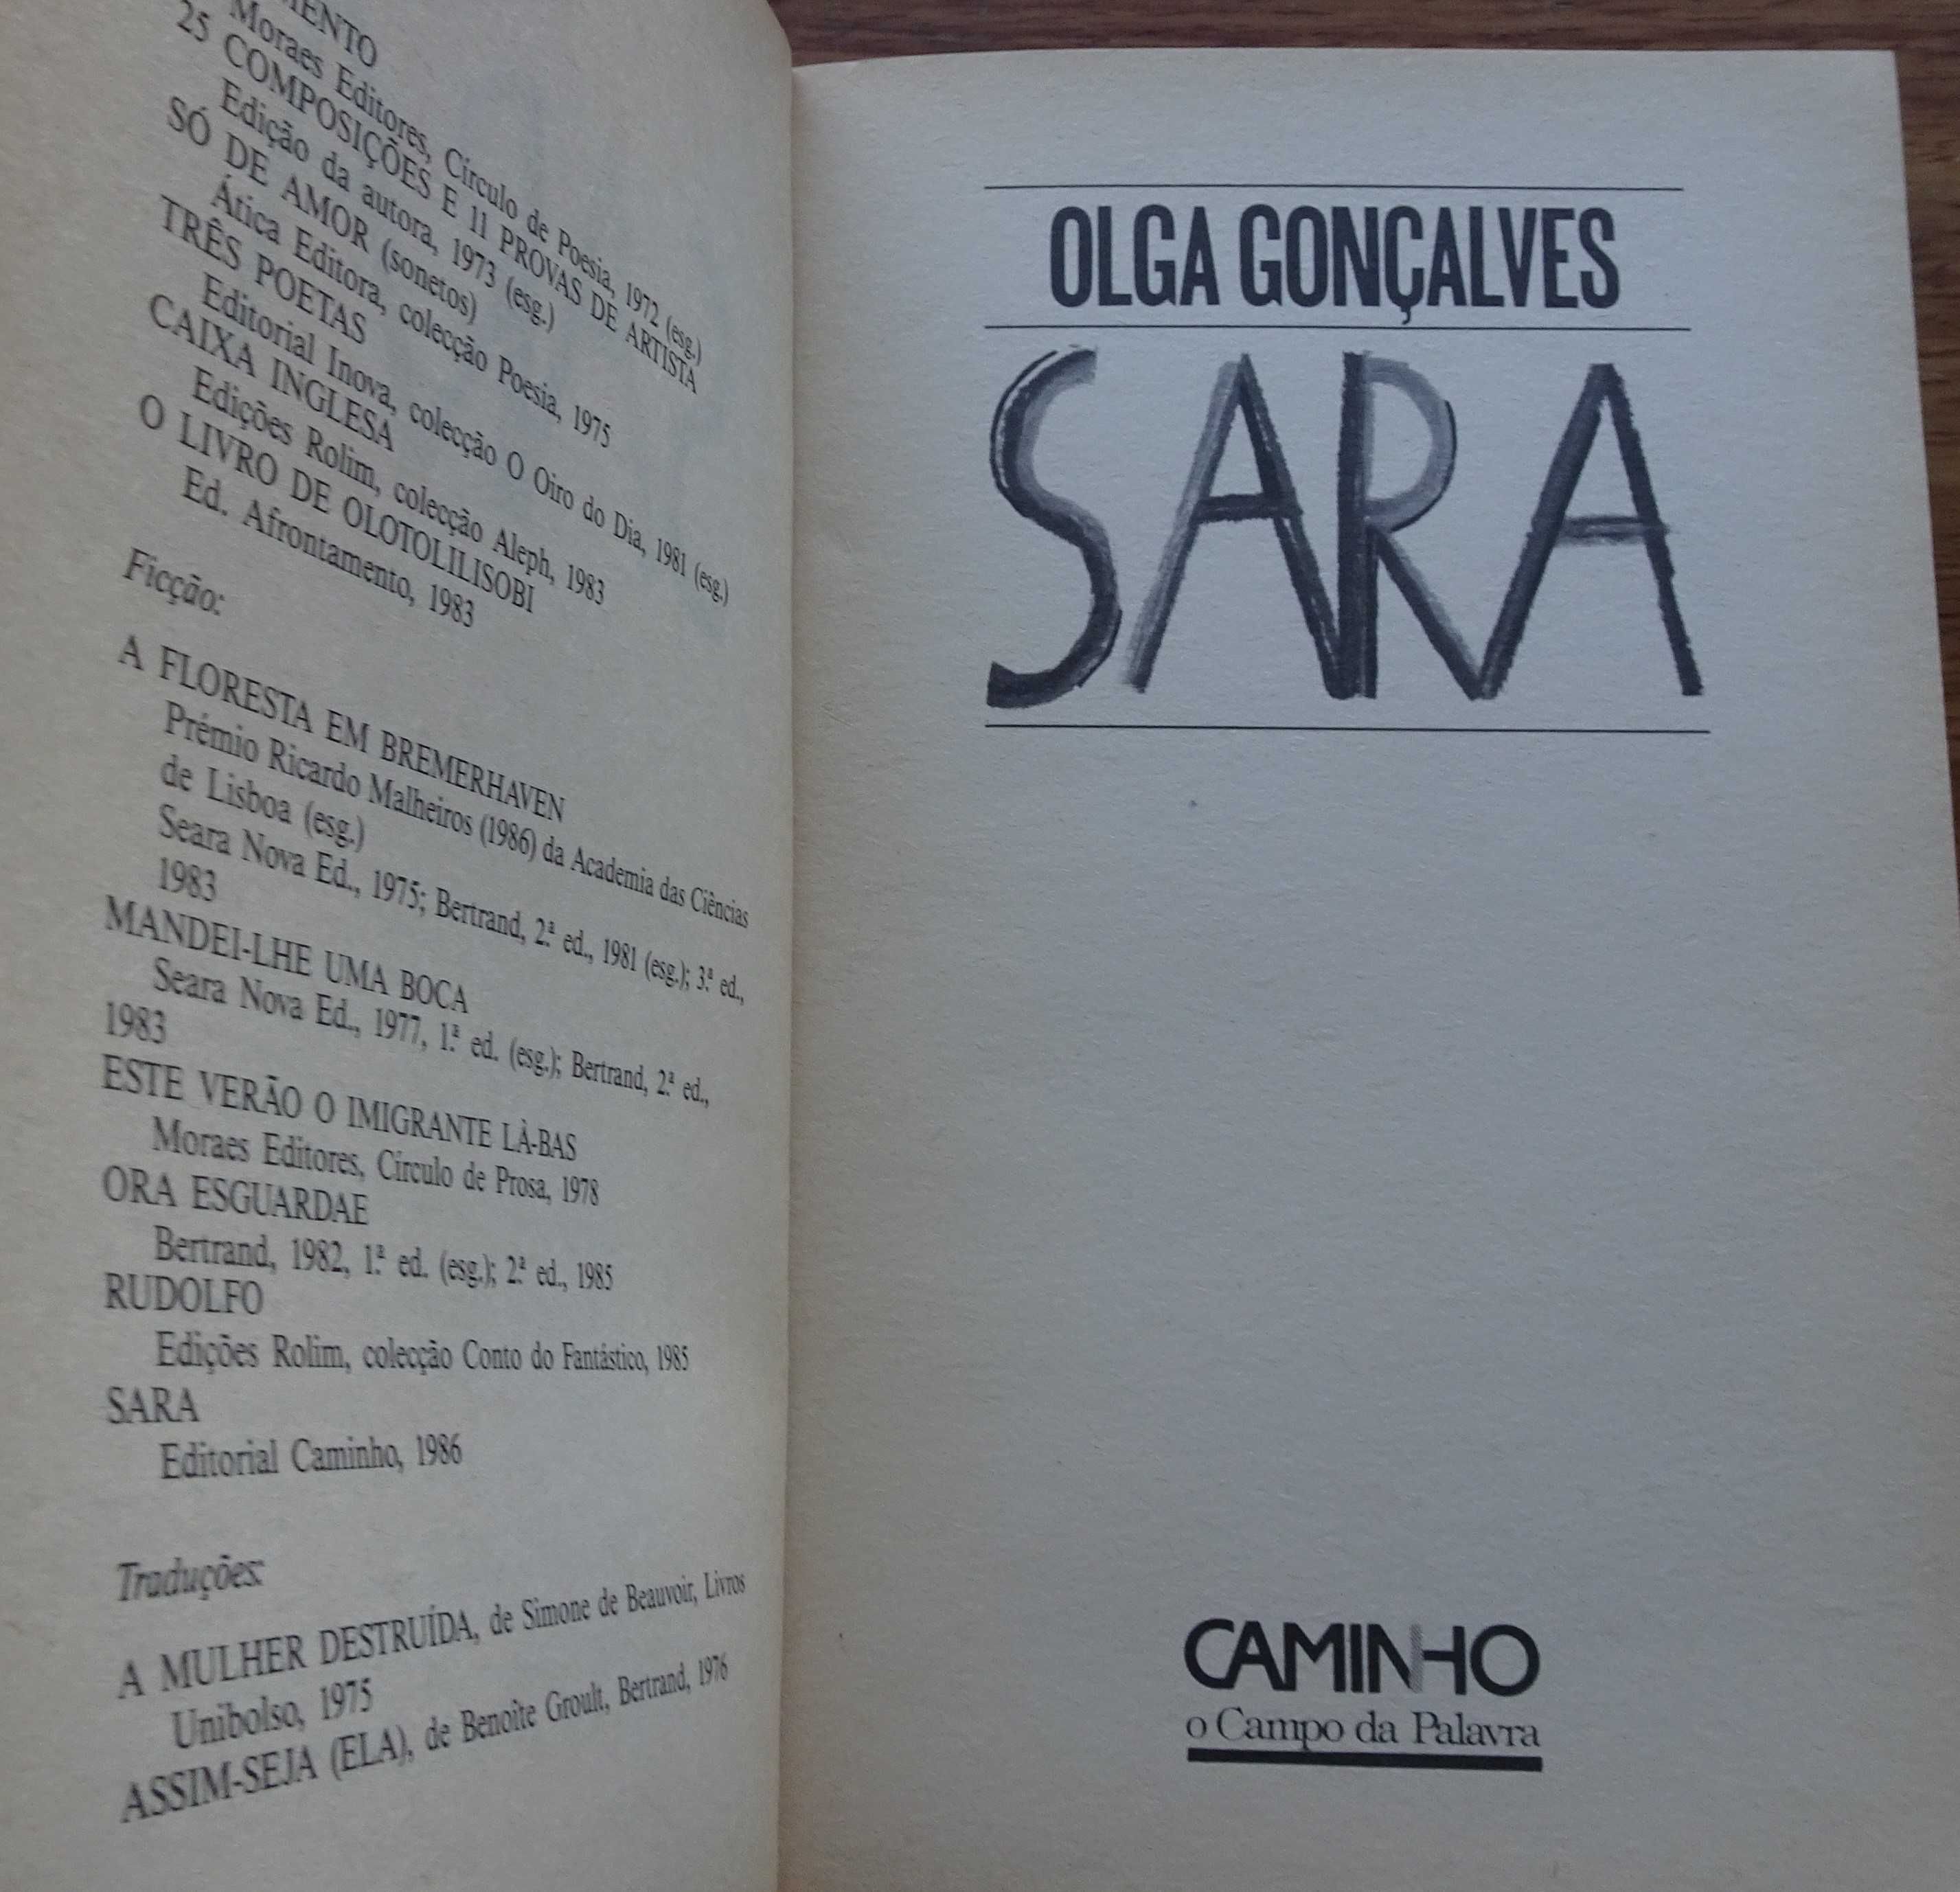 Moraes Editores, Círculo de Poesia, 1972 (esg.)
25 COMPOSIÇÕES E 11 PROVAS DE ARTISTA
Edição da autora, 1973 (esg.)
SÓ DE AMOR (sonetos)
Ática Editora, colecção Poesia, 1975
TRÊS POETAS
Editorial Inova, colecção O Oiro do Dia, 1981 (esg.)
CAIXA INGLESA
Edições Rolim, colecção Aleph, 1983
O LIVRO DE OLOTOLILISOBI
Ed. Afrontamento, 1983
Ficção:
A FLORESTA EM BREMERHAVEN
Prémio Ricardo Malheiros (1986) da Academia das Ciências
de Lisboa (esg.)
Seara Nova Ed., 1975; Bertrand, 2.ª ed., 1981 (esg.); 3.ª ed.,
1983
MANDEI-LHE UMA BOCA
Seara Nova Ed., 1977, 1.ª ed. (esg.); Bertrand, 2.ª ed.,
1983
ESTE VERÃO O IMIGRANTE LÀ-BAS
Moraes Editores, Círculo de Prosa, 1978
ORA ESGUARDAE
Bertrand, 1982, 1.ª ed. (esg.); 2.ª ed., 1985
RUDOLFO
Edições Rolim, colecção Conto do Fantástico, 1985
SARA
Editorial Caminho, 1986
Traduções:
A MULHER DESTRUÍDA, de Simone de Beauvoir, Livros
Unibolso, 1975
ASSIM-SEJA (ELA), de Benoîte Groult, Bertrand, 1976
OLGA GONÇALVES
SARA
CAMINHO
o Campo da Palavra